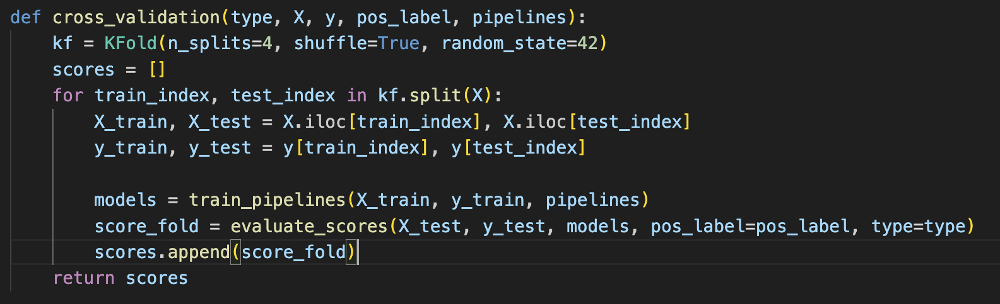 def cross_validation(type, X, y, pos_label, pipelines):
    kf = KFold(n_splits=4, shuffle=True, random_state=42)
    scores = []
    for train_index, test_index in kf.split(X):
        X_train, X_test = X.iloc[train_index], X.iloc[test_index]
        y_train, y_test = y[train_index], y[test_index]

        models = train_pipelines(X_train, y_train, pipelines)
        score_fold = evaluate_scores(X_test, y_test, models, pos_label=pos_label, type=type)
        scores.append(score_fold)
    return scores